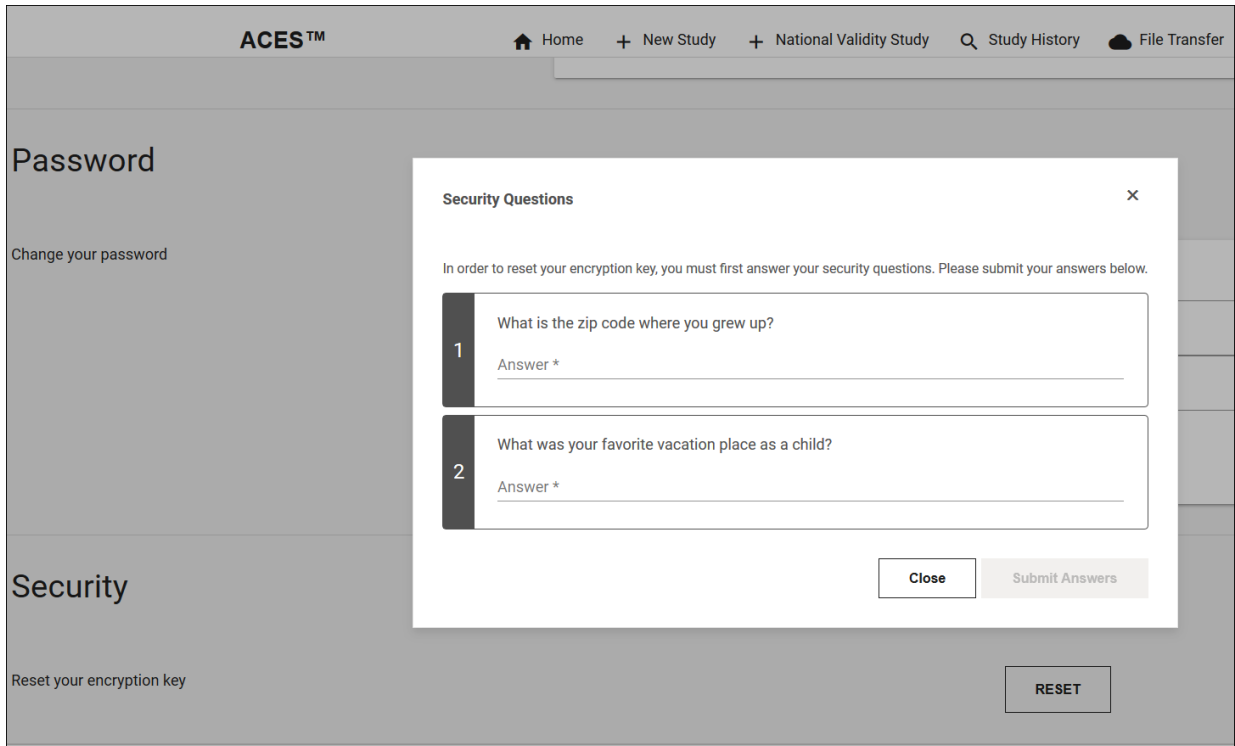 ACES™
Home
+ New Study
+ National Validity Study
Study History
File Transfer
Password
Change your password
Security Questions
×
In order to reset your encryption key, you must first answer your security questions. Please submit your answers below.
1
What is the zip code where you grew up?
Answer *
2
What was your favorite vacation place as a child?
Answer *
Close
Submit Answers
Security
Reset your encryption key
RESET